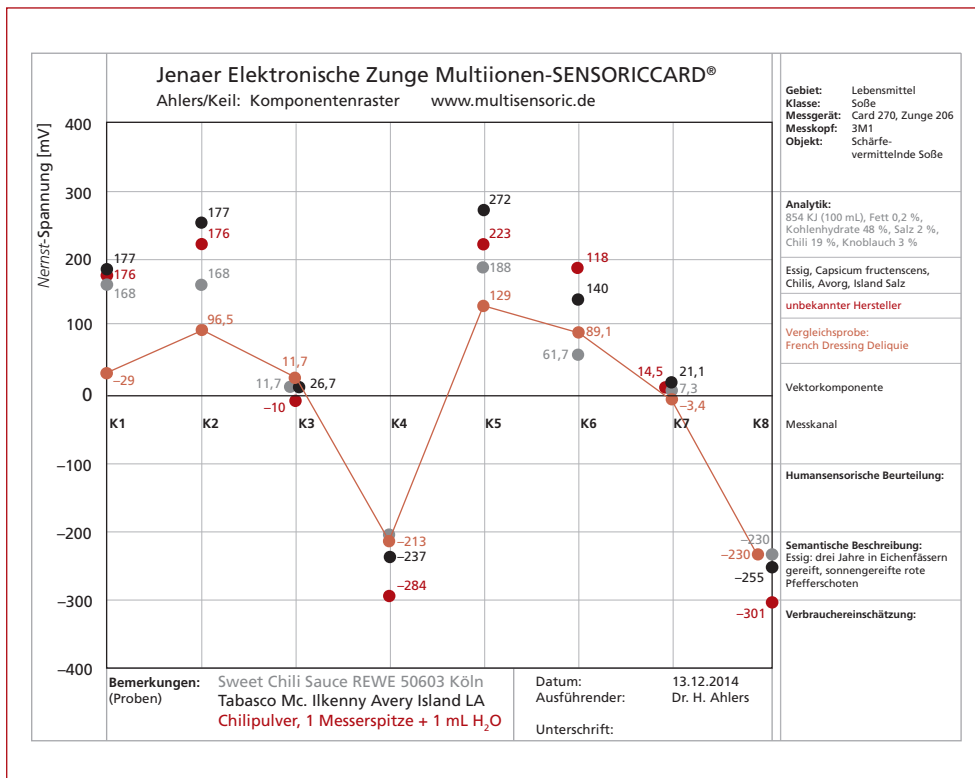 Jenaer Elektronische Zunge Multiionen-SENSORICCARD®
Ahlers/Keil: Komponentenraster www.multisensoric.de
Nernst-Spannung [mV]
400
300
200
100
0
−100
−200
−300
−400
177
176
168
−29
177
176
168
96,5
11,7
11,7
26,7
−10
−213
−237
−284
272
223
188
129
118
140
89,1
61,7
14,5
21,1
7,3
−3,4
−230
−230
−255
−301
K1 K2 K3 K4 K5 K6 K7 K8
Gebiet: Lebensmittel
Klasse: Soße
Messgerät: Card 270, Zunge 206
Messkopf: 3M1
Objekt: Schärfe-
vermittelnde Soße
Analytik:
854 KJ (100 mL), Fett 0,2 %,
Kohlenhydrate 48 %, Salz 2 %,
Chili 19 %, Knoblauch 3 %
Essig, Capsicum fructenscens,
Chilis, Avorg, Island Salz
unbekannter Hersteller
Vergleichsprobe:
French Dressing Deliquie
Vektorkomponente
Messkanal
Humansensorische Beurteilung:
Semantische Beschreibung:
Essig: drei Jahre in Eichenfässern
gereift, sonnengereifte rote
Pfefferschoten
Verbrauchereinschätzung:
Bemerkungen: Sweet Chili Sauce REWE 50603 Köln
(Proben) Tabasco Mc. Ilkenny Avery Island LA
Chilipulver, 1 Messerspitze + 1 mL H₂O
Datum: 13.12.2014
Ausführender: Dr. H. Ahlers
Unterschrift: